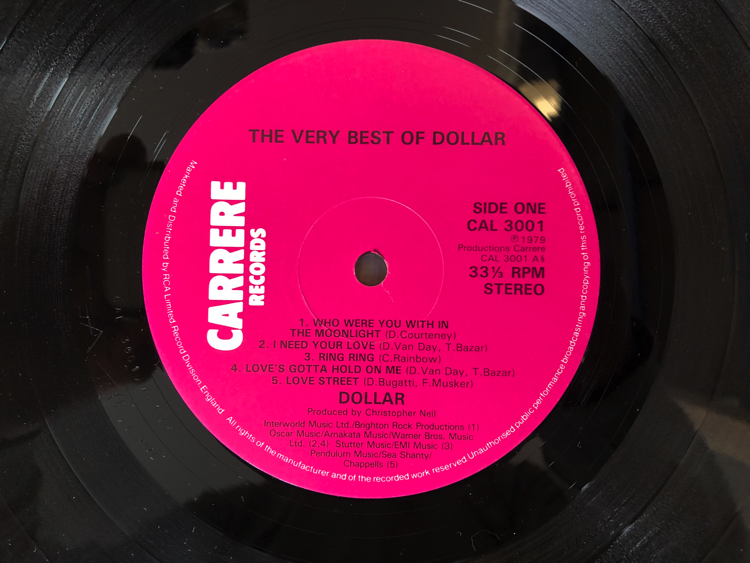 THE VERY BEST OF DOLLAR
CARRERE
RECORDS
SIDE ONE
CAL 3001
℗ 1979
Productions Carrere
CAL 3001 A1
33⅓ RPM
STEREO
1. WHO WERE YOU WITH IN
THE MOONLIGHT (D.Courteney)
2. I NEED YOUR LOVE (D.Van Day, T.Bazar)
3. RING RING (C.Rainbow)
4. LOVE'S GOTTA HOLD ON ME (D.Van Day, T.Bazar)
5. LOVE STREET (D.Bugatti, F.Musker)
DOLLAR
Produced by Christopher Neil
Interworld Music Ltd./Brighton Rock Productions (1)
Oscar Music/Arnakata Music/Warner Bros. Music
Ltd. (2,4) Stutter Music/EMI Music (3)
Pendulum Music/Sea Shanty/
Chappells (5)
Marketed and Distributed by RCA Limited Record Division, England All rights of the manufacturer and of the recorded work reserved Unauthorised public performance broadcasting and copying of this record prohibited